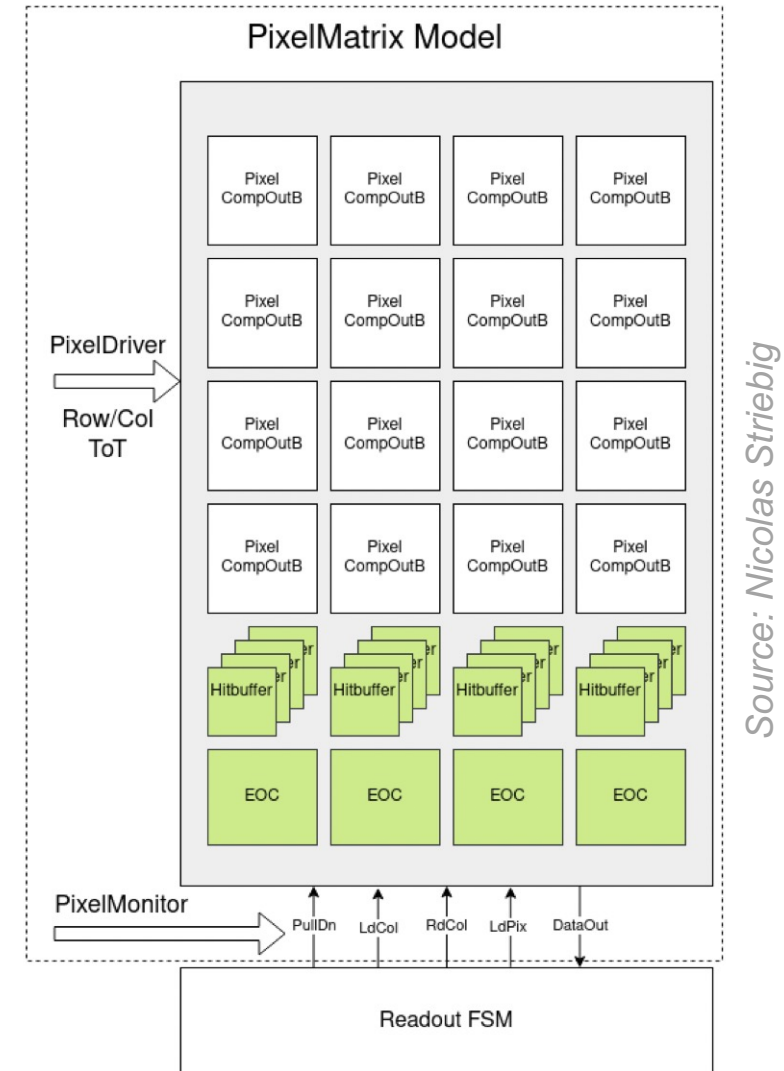 PixelMatrix Model
Pixel
CompOutB
Pixel
CompOutB
Pixel
CompOutB
Pixel
CompOutB
Pixel
CompOutB
Pixel
CompOutB
Pixel
CompOutB
Pixel
CompOutB
PixelDriver
Row/Col
ToT
Pixel
CompOutB
Pixel
CompOutB
Pixel
CompOutB
Pixel
CompOutB
Pixel
CompOutB
Pixel
CompOutB
Pixel
CompOutB
Pixel
CompOutB
Hitbuffer
Hitbuffer
Hitbuffer
Hitbuffer
EOC
EOC
EOC
EOC
PixelMonitor
PullDn
LdCol
RdCol
LdPix
DataOut
Readout FSM
Source: Nicolas Striebig